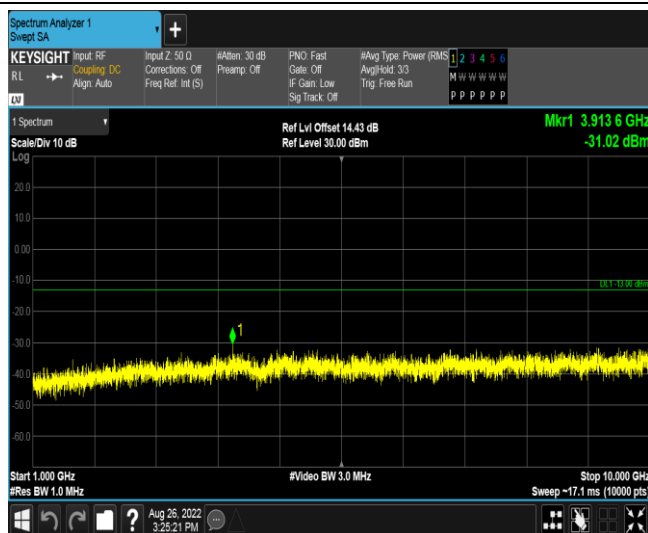 Spectrum Analyzer 1
Swept SA
KEYSIGHT Input: RF Input Z: 50 Ω #Atten: 30 dB PNO: Fast #Avg Type: Power (RMS 1 2 3 4 5 6
RL Coupling: DC Corrections: Off Preamp: Off Gate: Off Avg|Hold: 3/3 M W W W W W
Align: Auto Freq Ref: Int (S) IF Gain: Low Trig: Free Run
Sig Track: Off P P P P P P
LXI
1 Spectrum Ref Lvl Offset 14.43 dB Mkr1 3.913 6 GHz
Scale/Div 10 dB Ref Level 30.00 dBm -31.02 dBm
Log
20.0
10.0
0.00
-10.0 DL1 -13.00 dBm
-20.0
-30.0 1
-40.0
-50.0
-60.0
Start 1.000 GHz #Video BW 3.0 MHz Stop 10.000 GHz
#Res BW 1.0 MHz Sweep ~17.1 ms (10000 pts)
? Aug 26, 2022
3:25:21 PM